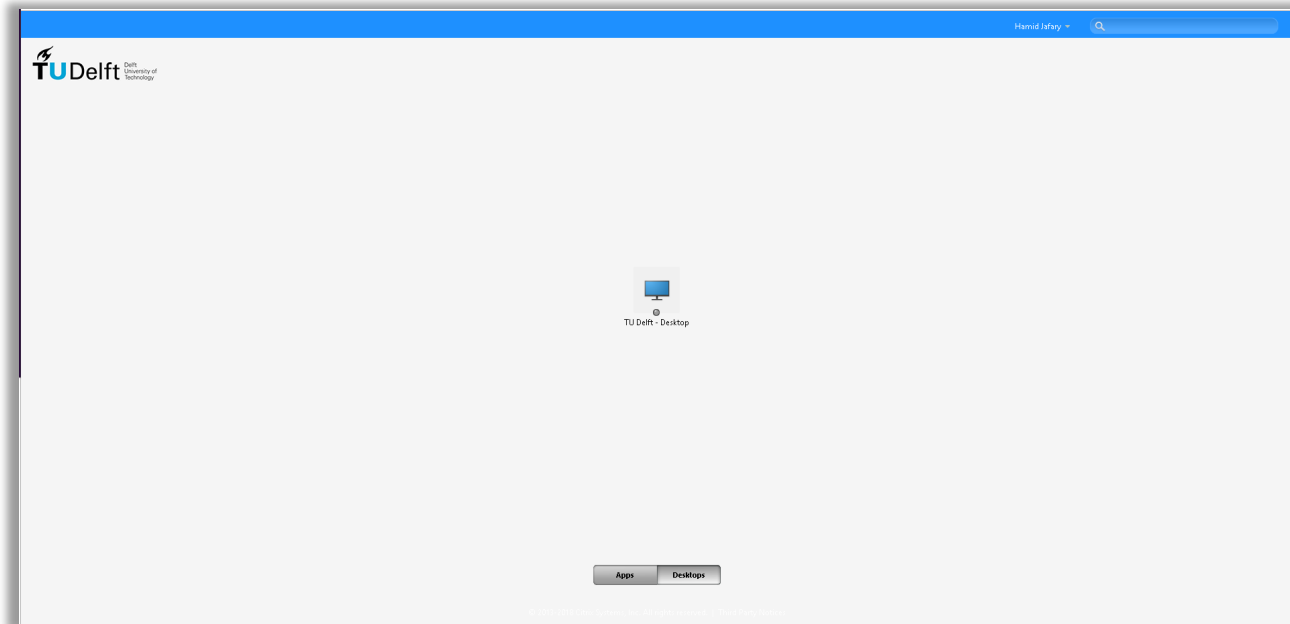 Hamid Jafary
TU Delft
Delft
University of
Technology
TU Delft - Desktop
Apps
Desktops